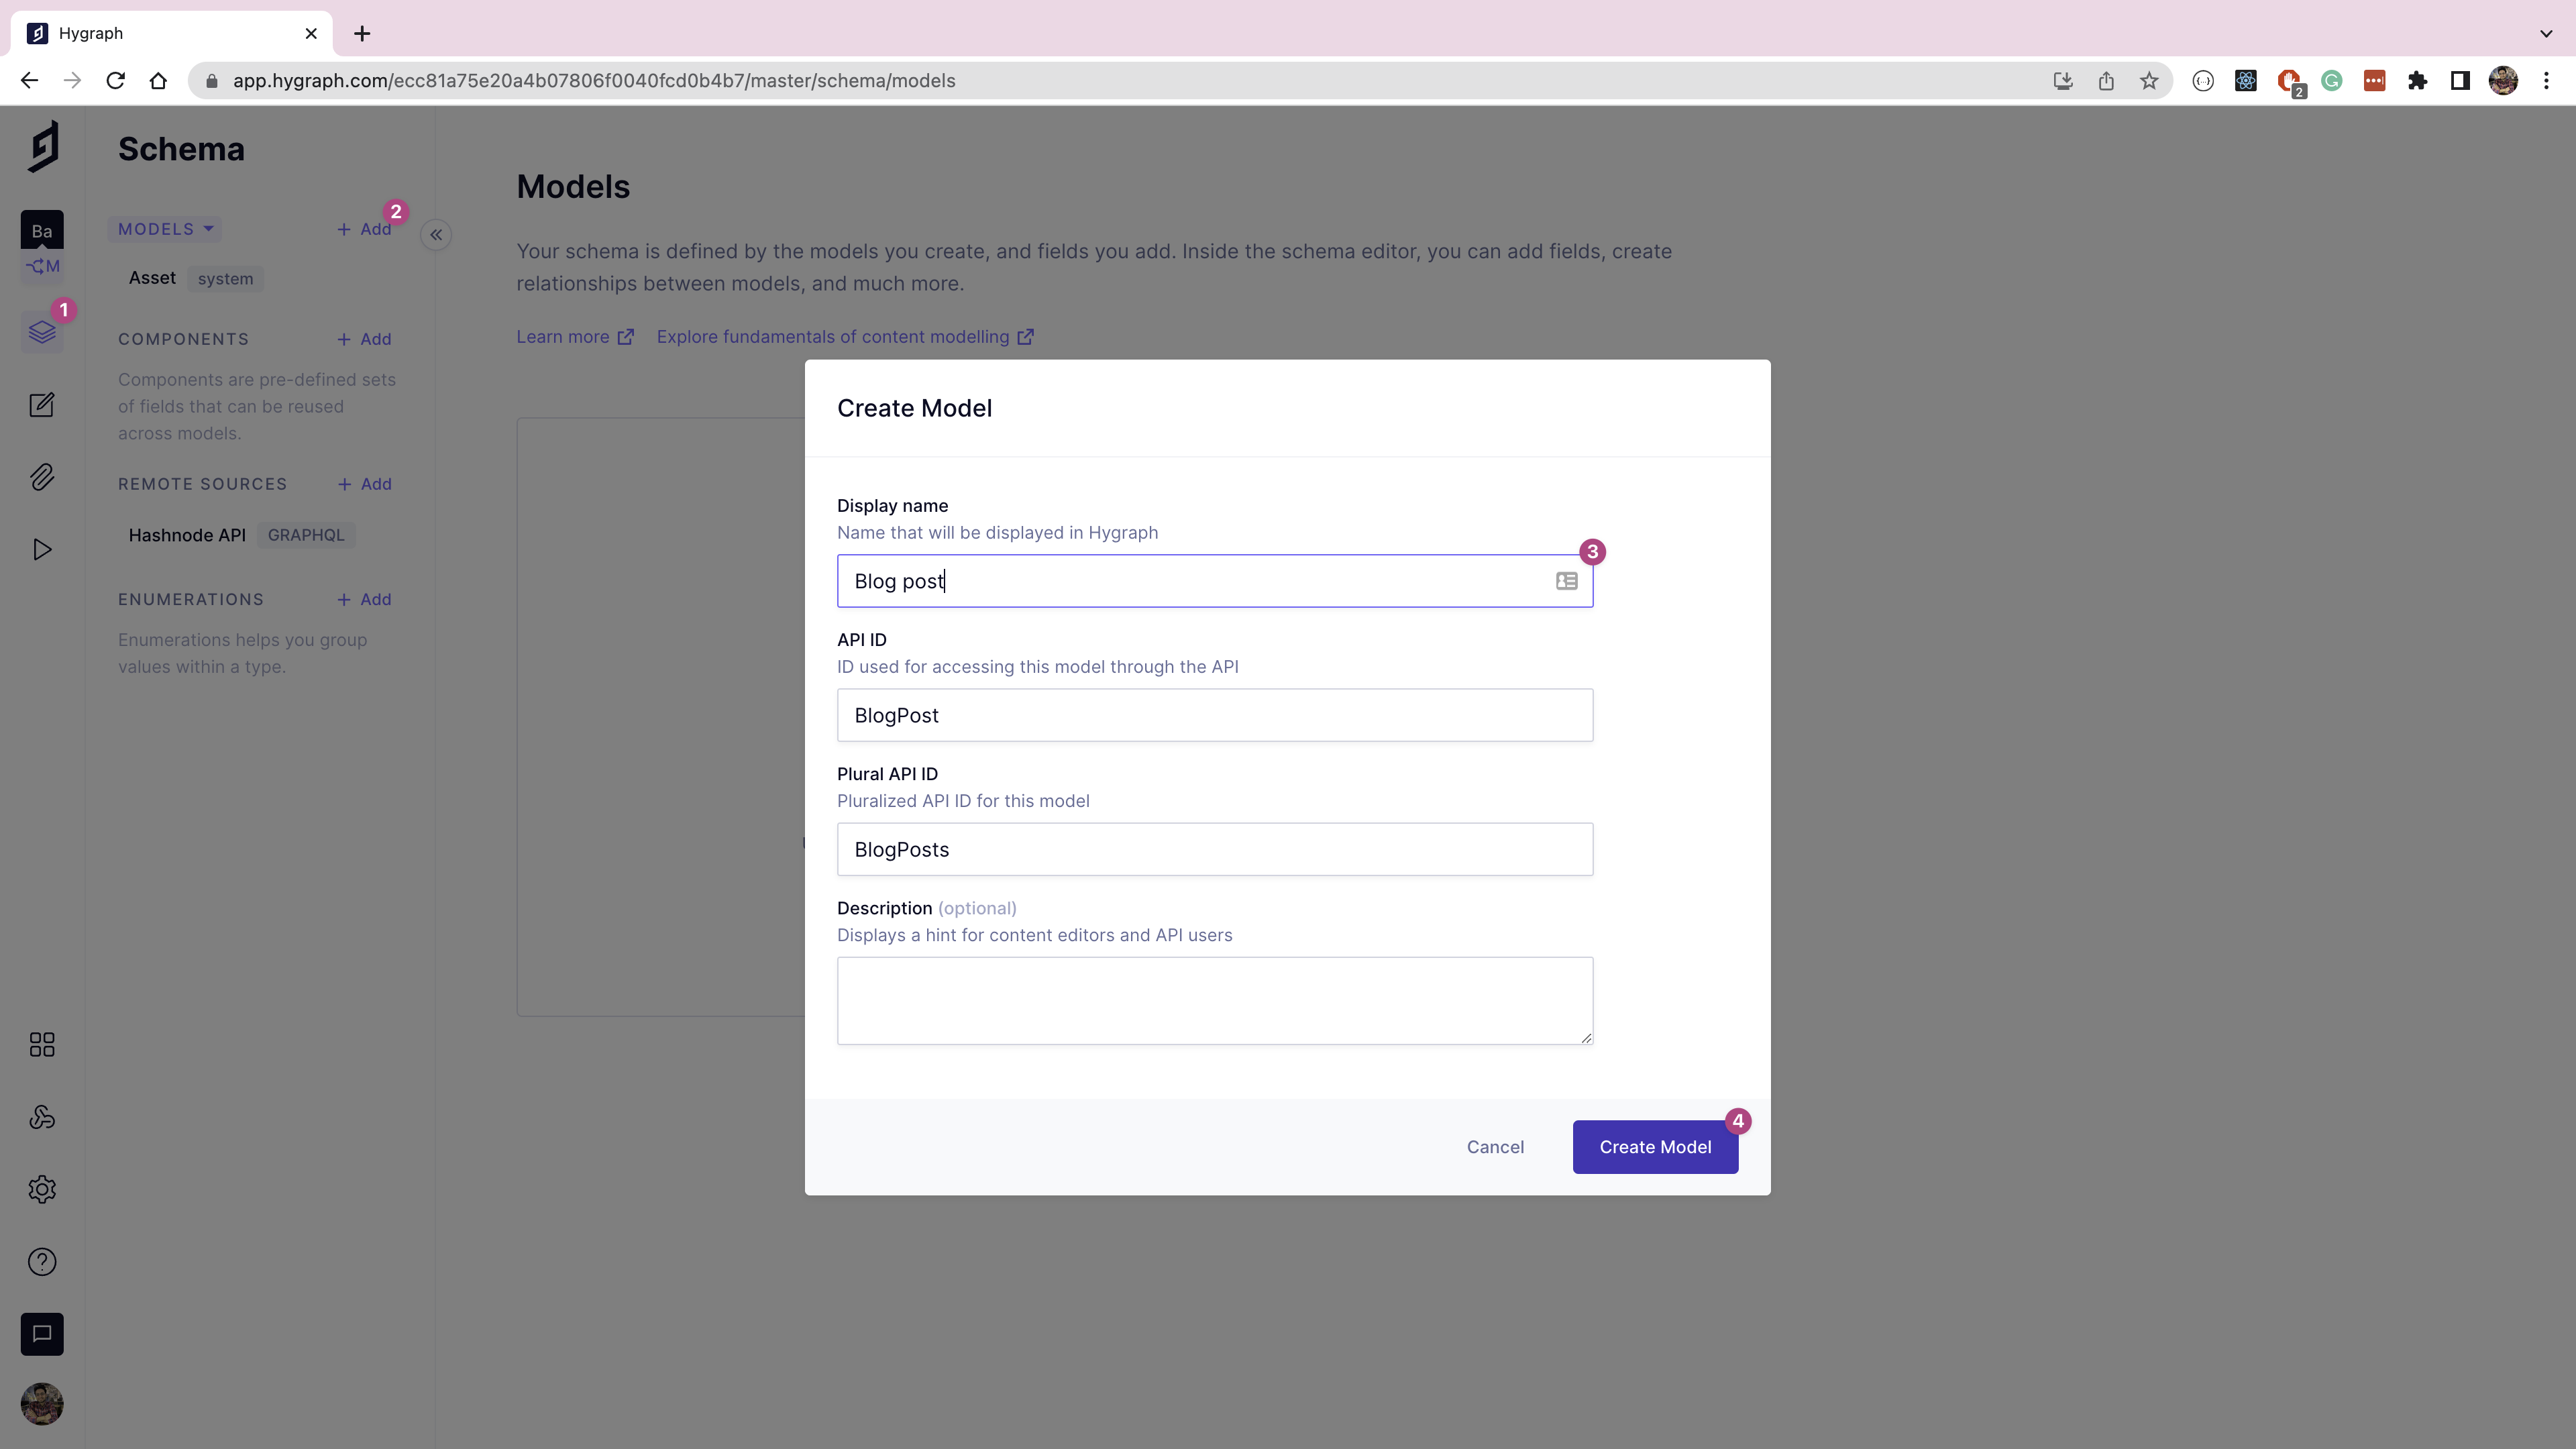 Hygraph
app.hygraph.com/ecc81a75e20a4b07806f0040fcd0b4b7/master/schema/models
2
Schema
Models
Ba
M
1
MODELS
Add
2
Asset system
COMPONENTS
Add
Components are pre-defined sets
of fields that can be reused
across models.
REMOTE SOURCES
Add
Hashnode API GRAPHQL
ENUMERATIONS
Add
Enumerations helps you group
values within a type.
Your schema is defined by the models you create, and fields you add. Inside the schema editor, you can add fields, create
relationships between models, and much more.
Learn more
Explore fundamentals of content modelling
Create Model
Display name
Name that will be displayed in Hygraph
3
Blog post
API ID
ID used for accessing this model through the API
BlogPost
Plural API ID
Pluralized API ID for this model
BlogPosts
Description (optional)
Displays a hint for content editors and API users
Cancel
Create Model
4